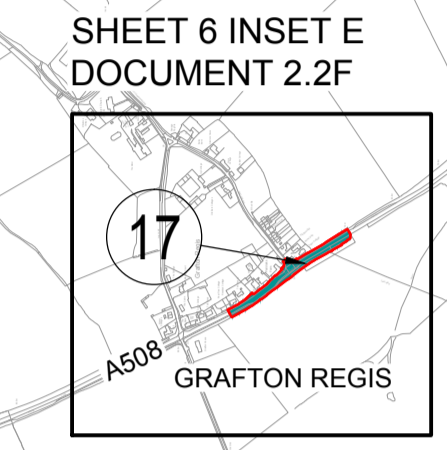 SHEET 6 INSET E
DOCUMENT 2.2F
17
A508
GRAFTON REGIS